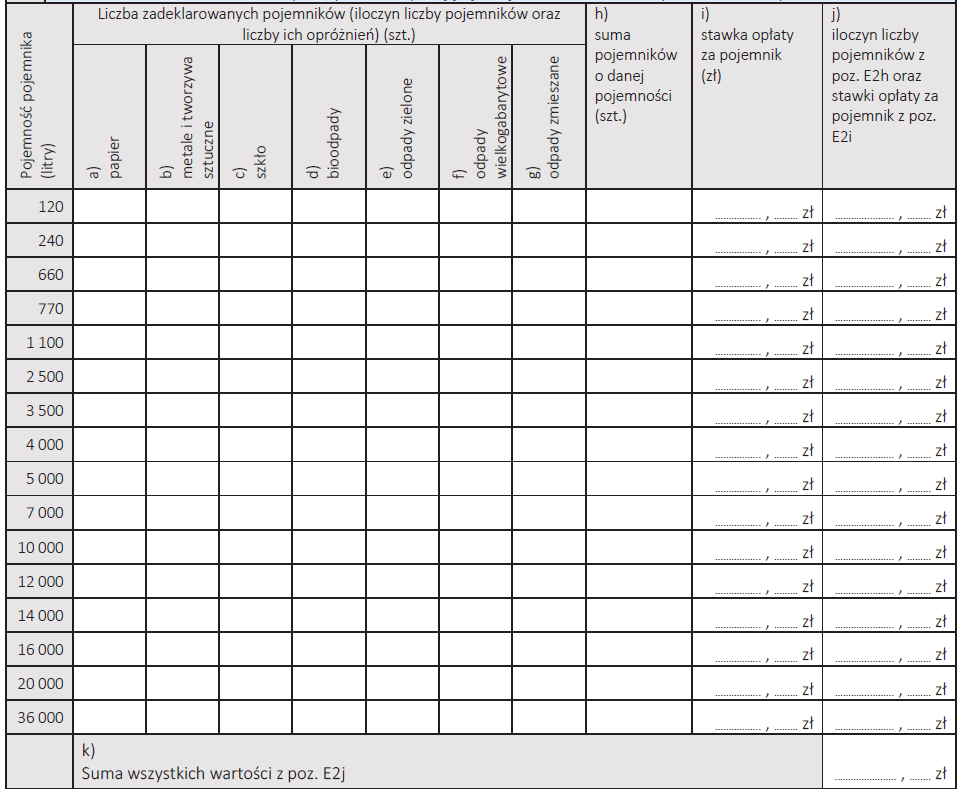 Pojemność pojemnika
(litry)
Liczba zadeklarowanych pojemników (iloczyn liczby pojemników oraz
liczby ich opróżnień) (szt.)
a)
papier
b)
metale i tworzywa
sztuczne
c)
szkło
d)
bioodpady
e)
odpady zielone
f)
odpady
wielkogabarytowe
g)
odpady zmieszane
h)
suma
pojemników
o danej
pojemności
(szt.)
i)
stawka opłaty
za pojemnik
(zł)
j)
iloczyn liczby
pojemników z
poz. E2h oraz
stawki opłaty za
pojemnik z poz.
E2i
120 
.................. , ......... zł ....................... , ......... zł
240 .................. , ......... zł ....................... , ......... zł
660 .................. , ......... zł ....................... , ......... zł
770 .................. , ......... zł ....................... , ......... zł
1 100 .................. , ......... zł ....................... , ......... zł
2 500 .................. , ......... zł ....................... , ......... zł
3 500 .................. , ......... zł ....................... , ......... zł
4 000 .................. , ......... zł ....................... , ......... zł
5 000 .................. , ......... zł ....................... , ......... zł
7 000 .................. , ......... zł ....................... , ......... zł
10 000 .................. , ......... zł ....................... , ......... zł
12 000 .................. , ......... zł ....................... , ......... zł
14 000 .................. , ......... zł ....................... , ......... zł
16 000 .................. , ......... zł ....................... , ......... zł
20 000 .................. , ......... zł ....................... , ......... zł
36 000 .................. , ......... zł ....................... , ......... zł
k)
Suma wszystkich wartości z poz. E2j ....................... , ......... zł